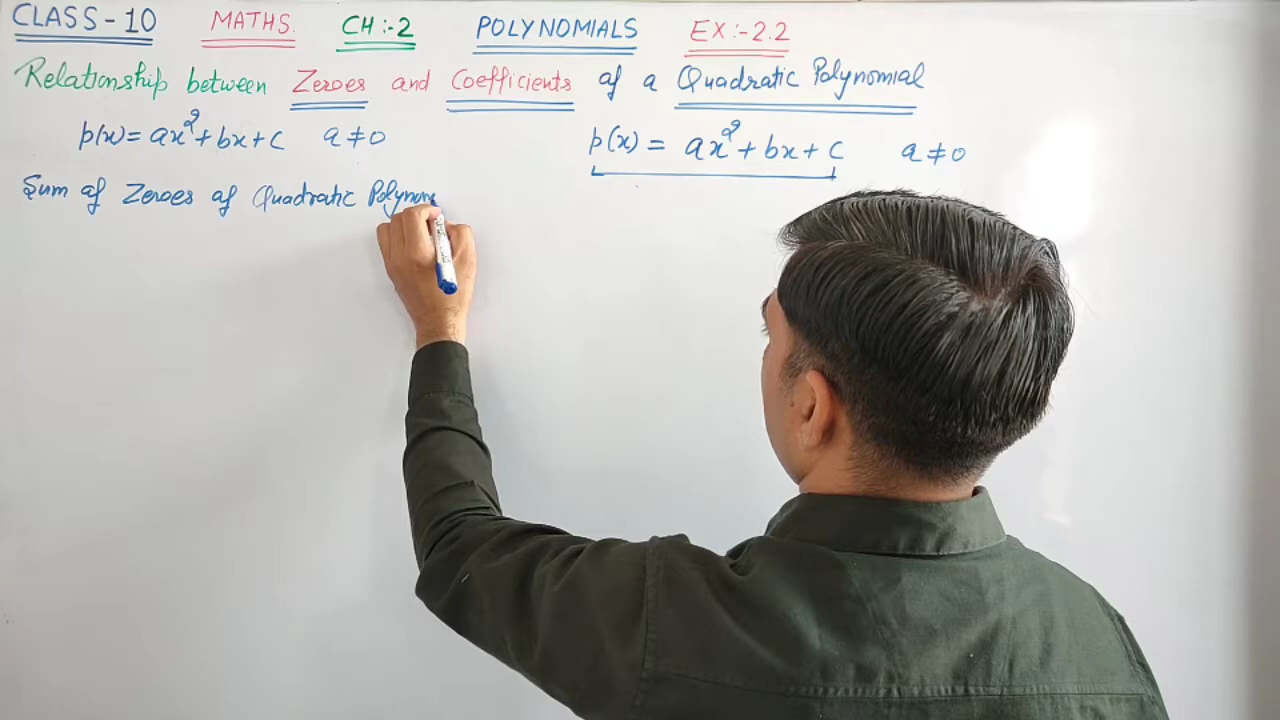 CLASS-10 MATHS. CH:-2 POLYNOMIALS EX:-2.2
Relationship between Zeroes and Coefficients of a Quadratic Polynomial
p(x) = ax²+bx+c a≠0
p(x) = ax²+bx+c a≠0
Sum of Zeroes of Quadratic Polynom